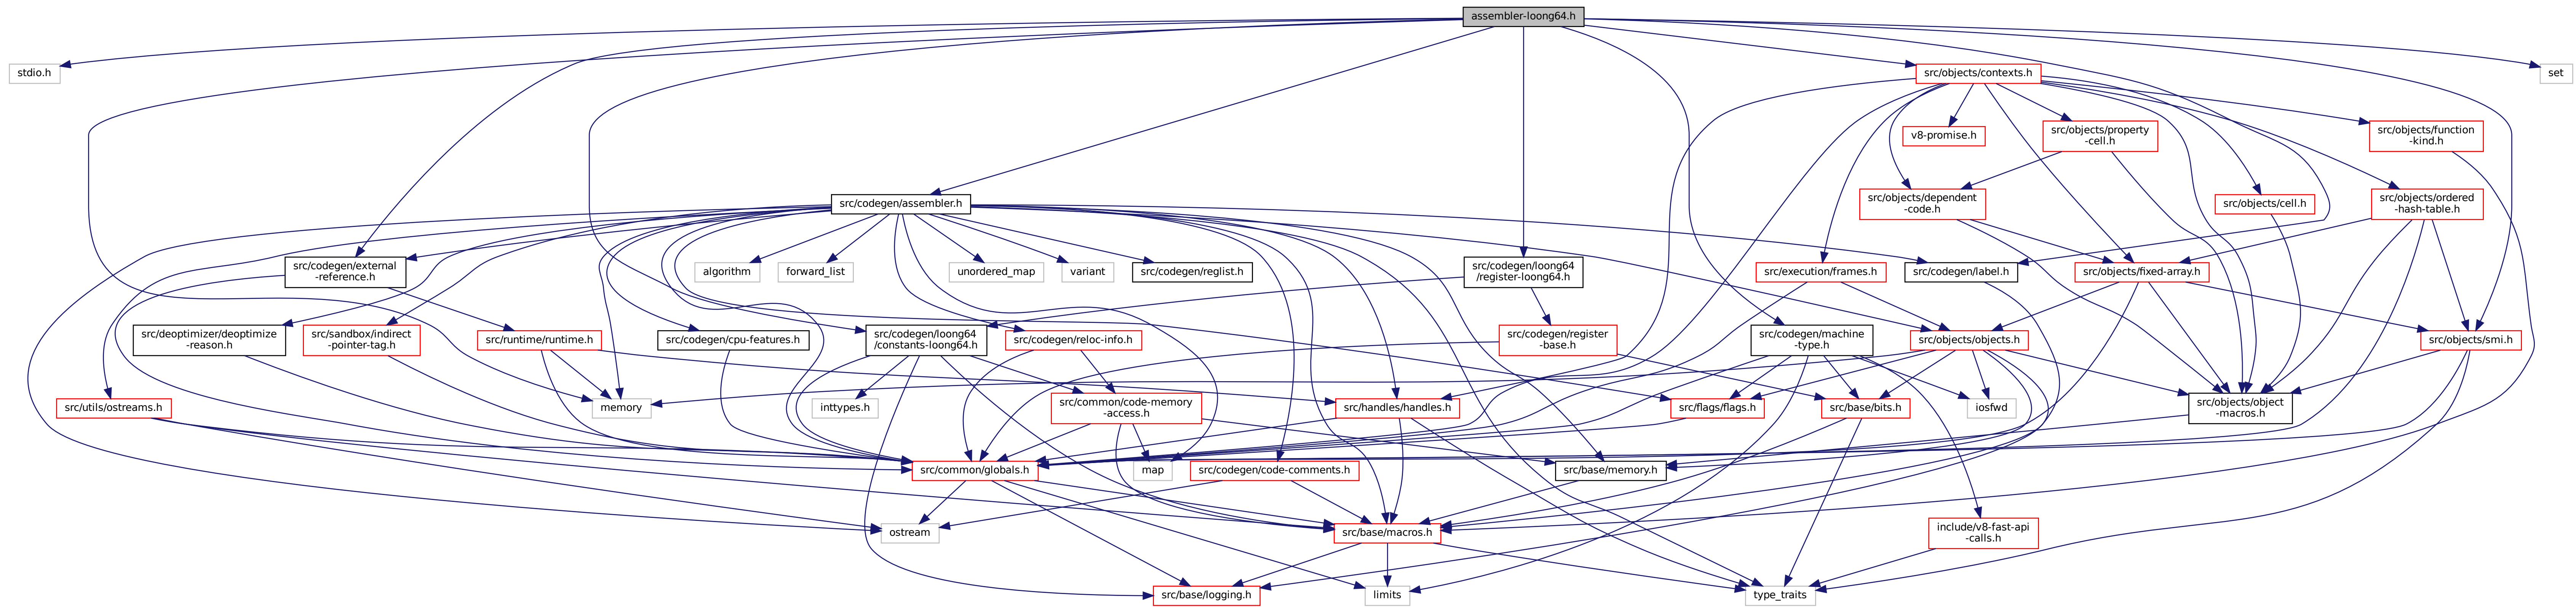 assembler-loong64.h
stdio.h
src/objects/contexts.h
set
v8-promise.h
src/objects/property
-cell.h
src/objects/function
-kind.h
src/codegen/assembler.h
src/objects/dependent
-code.h
src/objects/cell.h
src/objects/ordered
-hash-table.h
src/codegen/external
-reference.h
algorithm
forward_list
unordered_map
variant
src/codegen/reglist.h
src/codegen/loong64
/register-loong64.h
src/execution/frames.h
src/codegen/label.h
src/objects/fixed-array.h
src/deoptimizer/deoptimize
-reason.h
src/sandbox/indirect
-pointer-tag.h
src/runtime/runtime.h
src/codegen/cpu-features.h
src/codegen/loong64
/constants-loong64.h
src/codegen/reloc-info.h
src/codegen/register
-base.h
src/codegen/machine
-type.h
src/objects/objects.h
src/objects/smi.h
src/utils/ostreams.h
memory
inttypes.h
src/common/code-memory
-access.h
src/handles/handles.h
src/flags/flags.h
src/base/bits.h
iosfwd
src/objects/object
-macros.h
src/common/globals.h
map
src/codegen/code-comments.h
src/base/memory.h
ostream
src/base/macros.h
include/v8-fast-api
-calls.h
src/base/logging.h
limits
type_traits